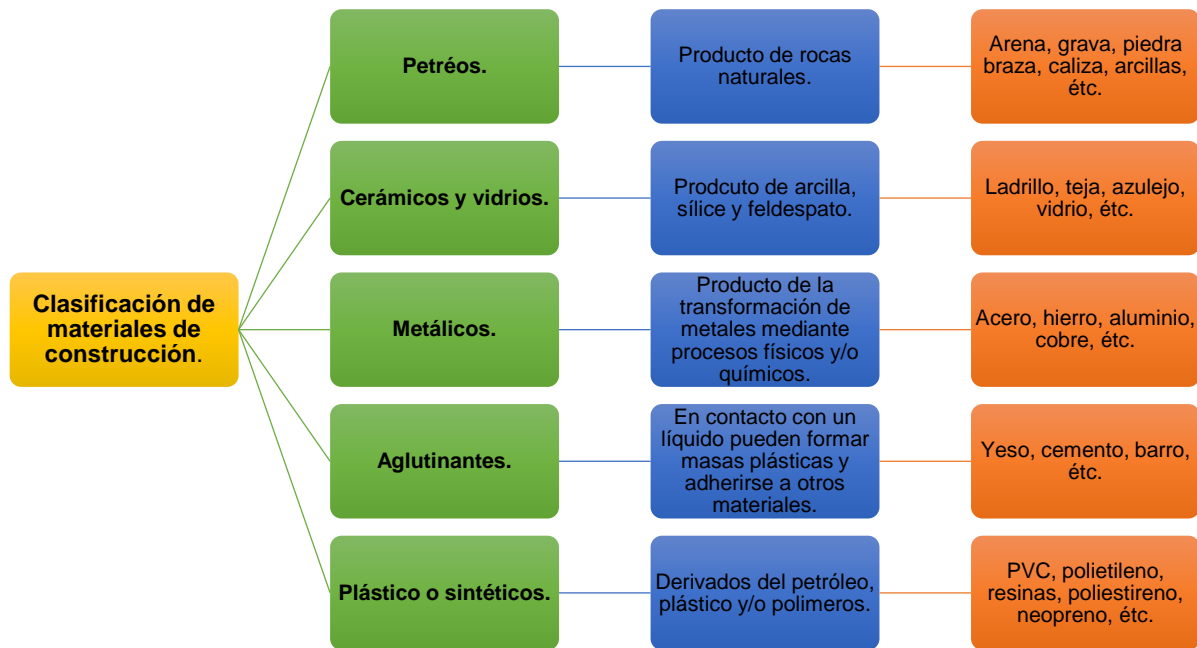 Clasificación de
materiales de
construcción.
Petréos.
Producto de rocas
naturales.
Arena, grava, piedra
braza, caliza, arcillas,
étc.
Cerámicos y vidrios.
Prodcuto de arcilla,
sílice y feldespato.
Ladrillo, teja, azulejo,
vidrio, étc.
Metálicos.
Producto de la
transformación de
metales mediante
procesos físicos y/o
químicos.
Acero, hierro, aluminio,
cobre, étc.
Aglutinantes.
En contacto con un
líquido pueden formar
masas plásticas y
adherirse a otros
materiales.
Yeso, cemento, barro,
étc.
Plástico o sintéticos.
Derivados del petróleo,
plástico y/o polimeros.
PVC, polietileno,
resinas, poliestireno,
neopreno, étc.